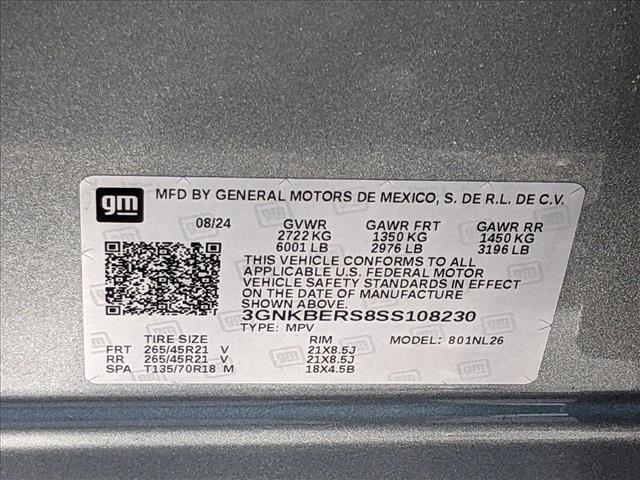 gm MFD BY GENERAL MOTORS DE MEXICO, S. DE R.L. DE C.V.
08/24 GVWR GAWR FRT GAWR RR
2722 KG 1350 KG 1450 KG
6001 LB 2976 LB 3196 LB
THIS VEHICLE CONFORMS TO ALL
APPLICABLE U.S. FEDERAL MOTOR
VEHICLE SAFETY STANDARDS IN EFFECT
ON THE DATE OF MANUFACTURE
SHOWN ABOVE.
3GNKBERS8SS108230
TYPE: MPV MODEL: 801NL26
TIRE SIZE RIM
FRT 265/45R21 V 21X8.5J
RR 265/45R21 V 21X8.5J
SPA T135/70R18 M 18X4.5B